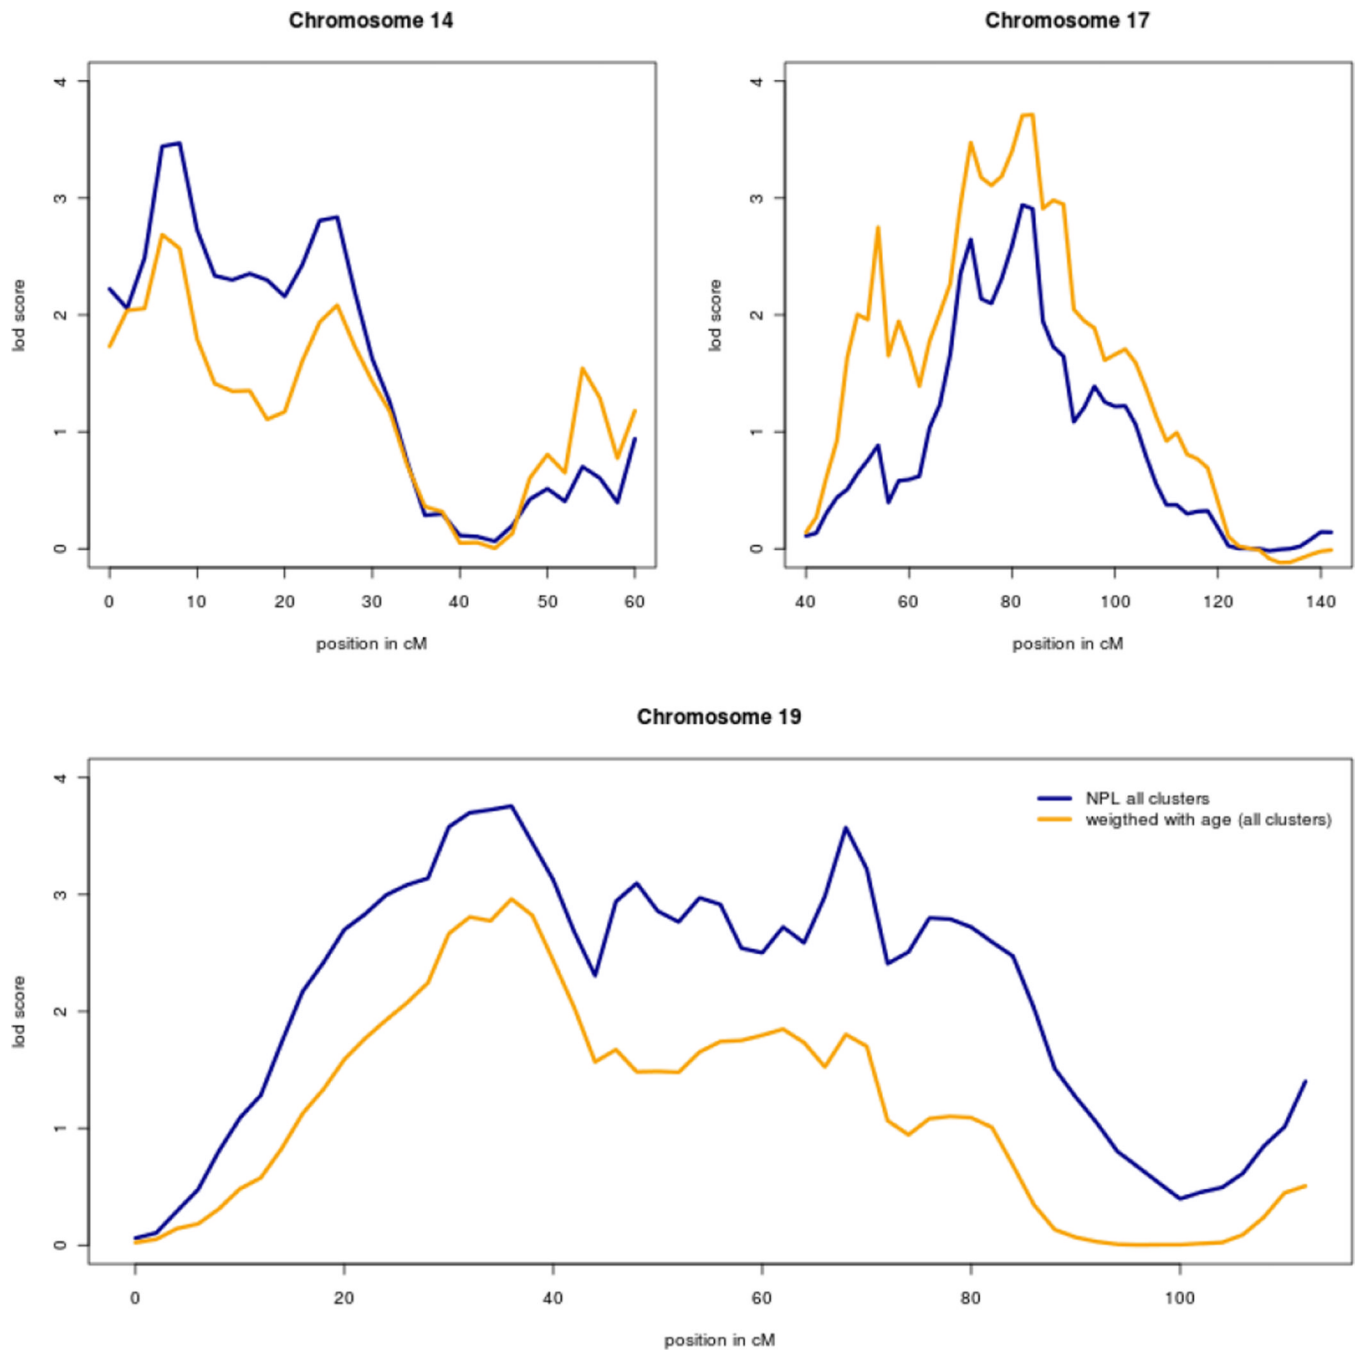 Chromosome 14
4
3
2
1
0
lod score
0 10 20 30 40 50 60
position in cM
Chromosome 17
4
3
2
1
0
lod score
40 60 80 100 120 140
position in cM
Chromosome 19
4
3
2
1
0
lod score
NPL all clusters
weigthed with age (all clusters)
0 20 40 60 80 100
position in cM